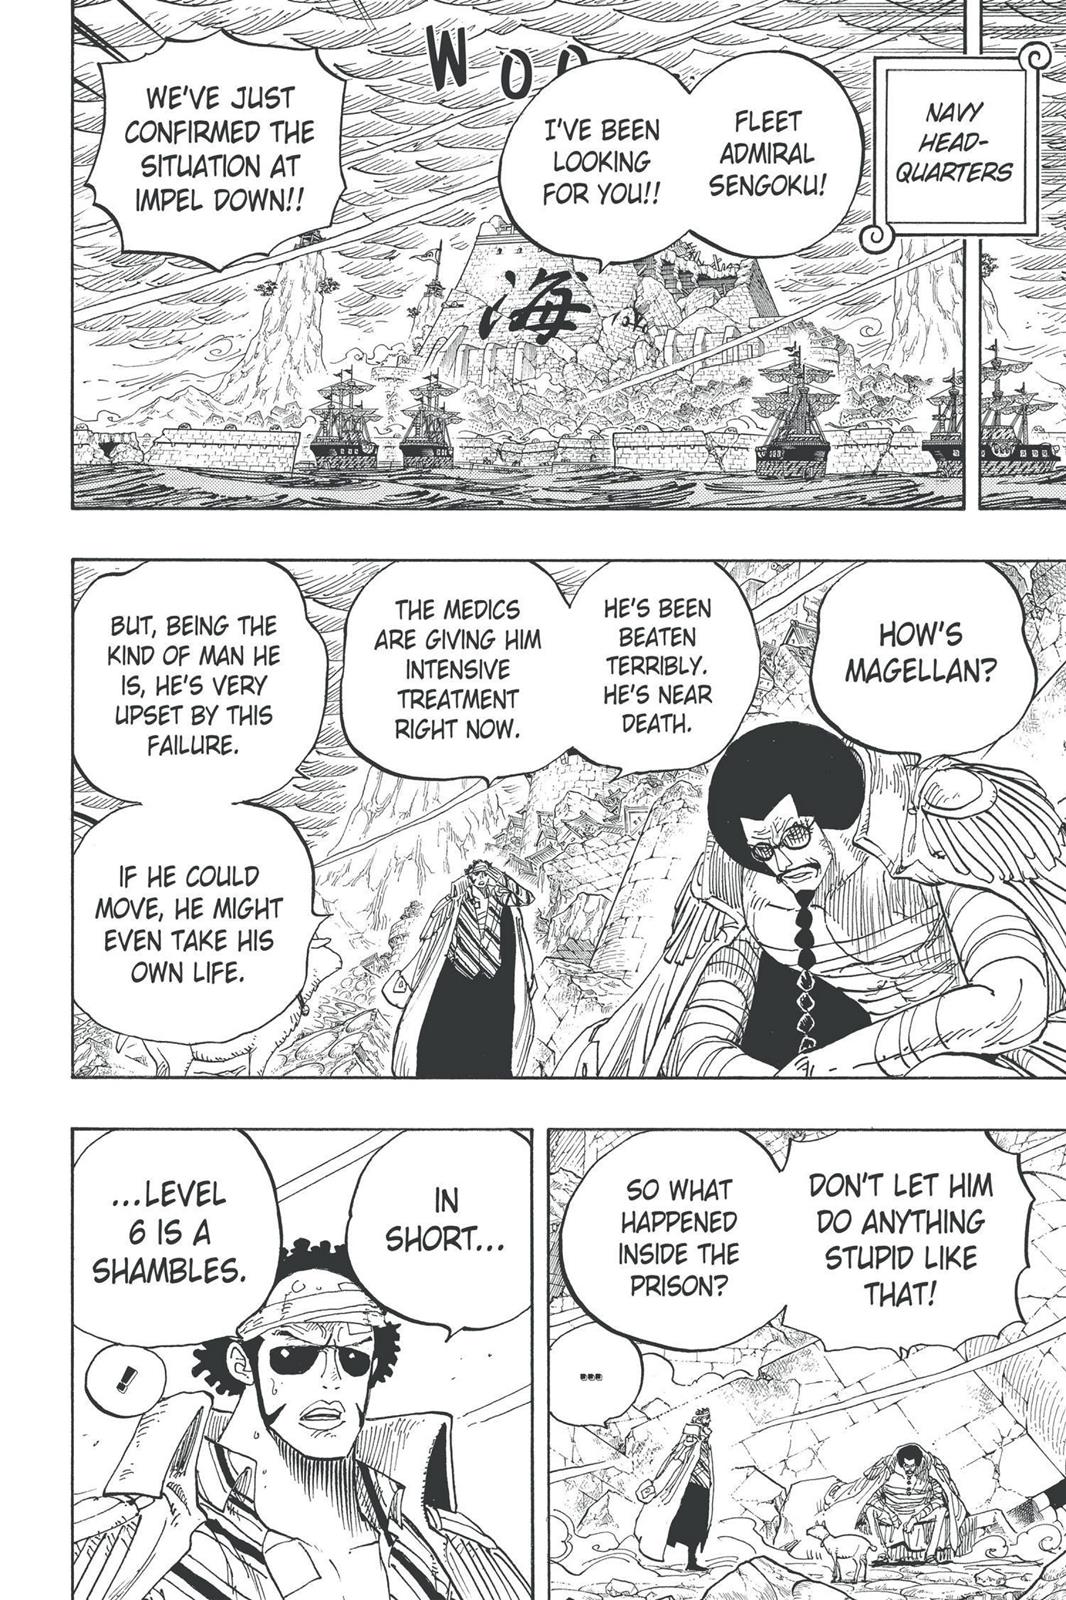 NAVY
HEAD-
QUARTERS
FLEET
ADMIRAL
SENGOKU!
I'VE BEEN
LOOKING
FOR YOU!!
WOO
WE'VE JUST
CONFIRMED THE
SITUATION AT
IMPEL DOWN!!
海
HOW'S
MAGELLAN?
HE'S BEEN
BEATEN
TERRIBLY.
HE'S NEAR
DEATH.
THE MEDICS
ARE GIVING HIM
INTENSIVE
TREATMENT
RIGHT NOW.
BUT, BEING THE
KIND OF MAN HE
IS, HE'S VERY
UPSET BY THIS
FAILURE.
IF HE COULD
MOVE, HE MIGHT
EVEN TAKE HIS
OWN LIFE.
DON'T LET HIM
DO ANYTHING
STUPID LIKE
THAT!
SO WHAT
HAPPENED
INSIDE THE
PRISON?
...
IN
SHORT...
...LEVEL
6 IS A
SHAMBLES.
!